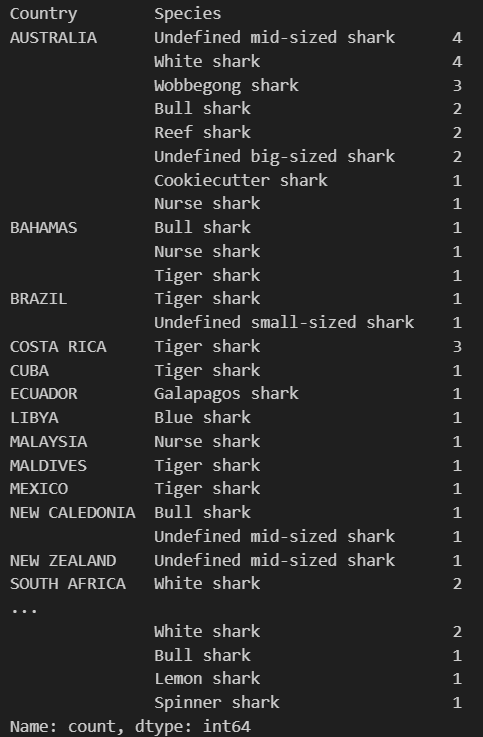 Country Species
AUSTRALIA Undefined mid-sized shark 4
White shark 4
Wobbegong shark 3
Bull shark 2
Reef shark 2
Undefined big-sized shark 2
Cookiecutter shark 1
Nurse shark 1
BAHAMAS Bull shark 1
Nurse shark 1
Tiger shark 1
BRAZIL Tiger shark 1
Undefined small-sized shark 1
COSTA RICA Tiger shark 3
CUBA Tiger shark 1
ECUADOR Galapagos shark 1
LIBYA Blue shark 1
MALAYSIA Nurse shark 1
MALDIVES Tiger shark 1
MEXICO Tiger shark 1
NEW CALEDONIA Bull shark 1
Undefined mid-sized shark 1
NEW ZEALAND Undefined mid-sized shark 1
SOUTH AFRICA White shark 2
...
White shark 2
Bull shark 1
Lemon shark 1
Spinner shark 1
Name: count, dtype: int64